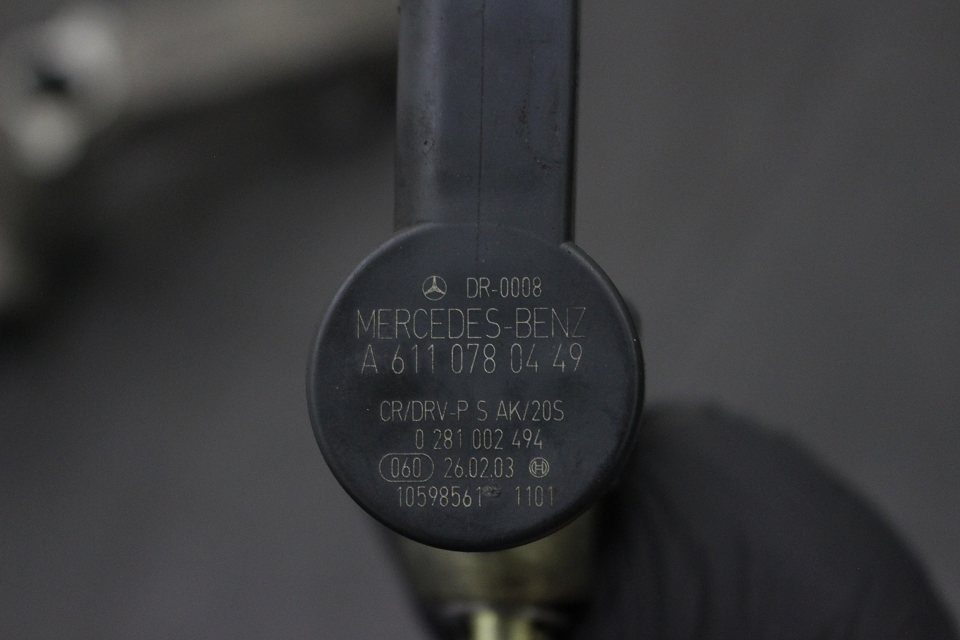 DR-0008
MERCEDES-BENZ
A 611 078 04 49
CR/DRV-P S AK/20S
0 281 002 494
060 26.02.03
10598561 1101